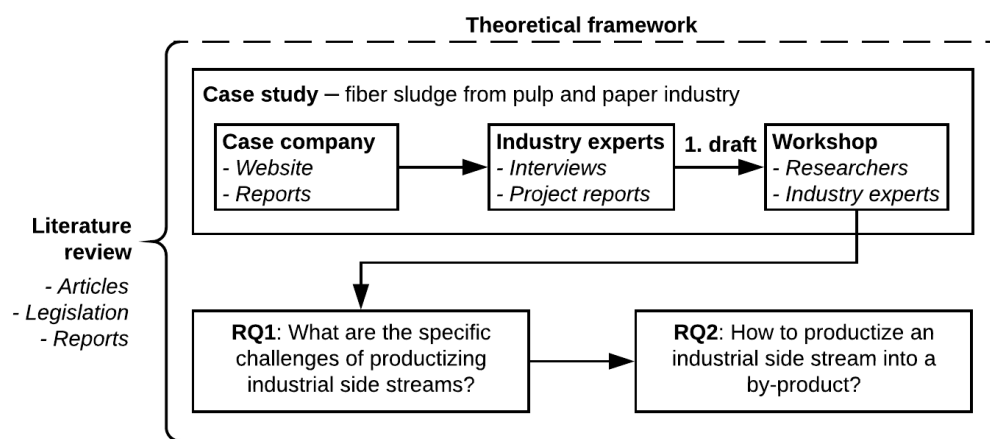 Theoretical framework
Case study – fiber sludge from pulp and paper industry
Case company
- Website
- Reports
Industry experts
- Interviews
- Project reports
1. draft
Workshop
- Researchers
- Industry experts
Literature
review
- Articles
- Legislation
- Reports
RQ1: What are the specific
challenges of productizing
industrial side streams?
RQ2: How to productize an
industrial side stream into a
by-product?